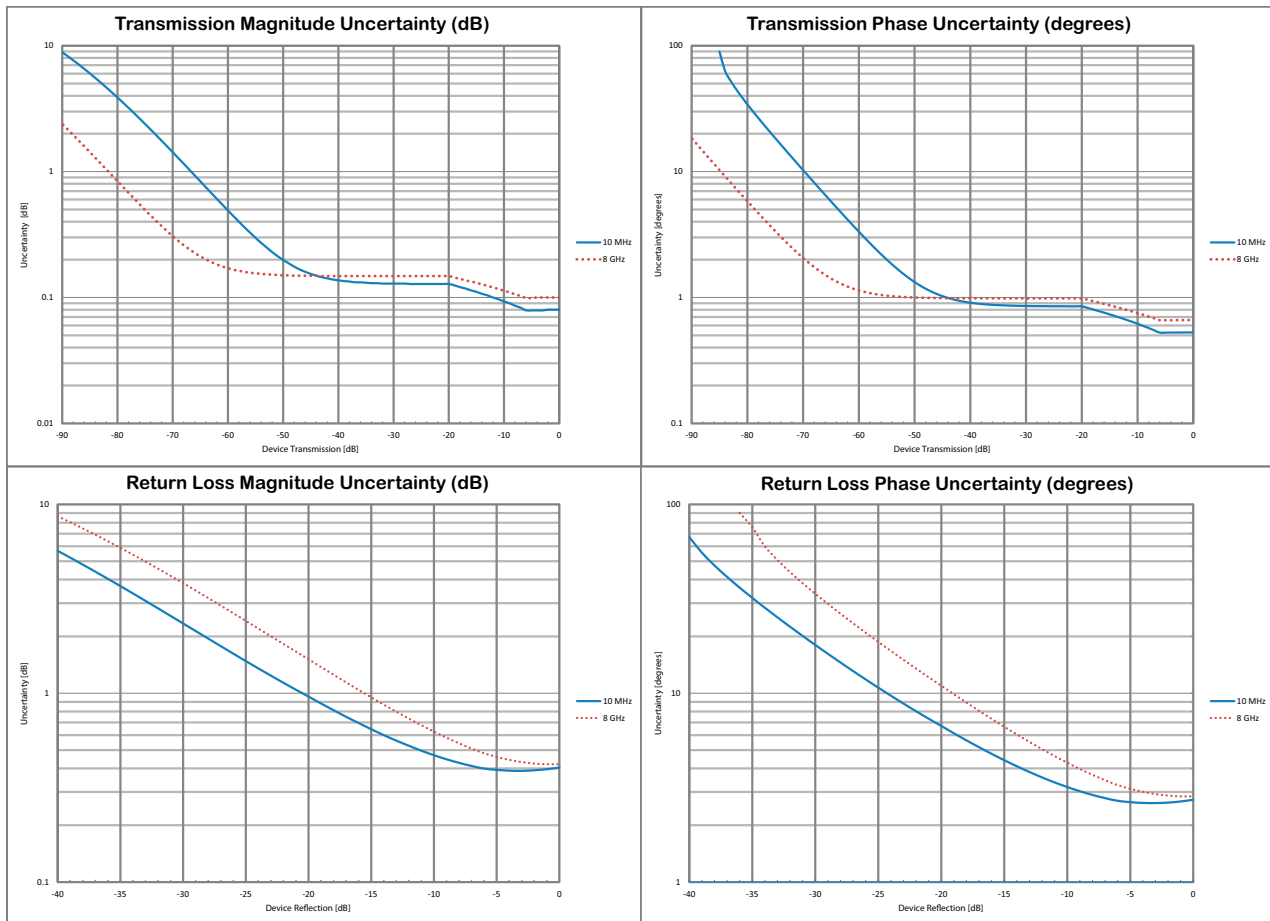 Transmission Magnitude Uncertainty (dB)
10
1
0.1
0.01
Uncertainty [dB]
-90 -80 -70 -60 -50 -40 -30 -20 -10 0
Device Transmission [dB]
10 MHz
8 GHz
Transmission Phase Uncertainty (degrees)
100
10
1
0.1
Uncertainty [degrees]
-90 -80 -70 -60 -50 -40 -30 -20 -10 0
Device Transmission [dB]
10 MHz
8 GHz
Return Loss Magnitude Uncertainty (dB)
10
1
0.1
Uncertainty [dB]
-40 -35 -30 -25 -20 -15 -10 -5 0
Device Reflection [dB]
10 MHz
8 GHz
Return Loss Phase Uncertainty (degrees)
100
10
1
Uncertainty [degrees]
-40 -35 -30 -25 -20 -15 -10 -5 0
Device Reflection [dB]
10 MHz
8 GHz